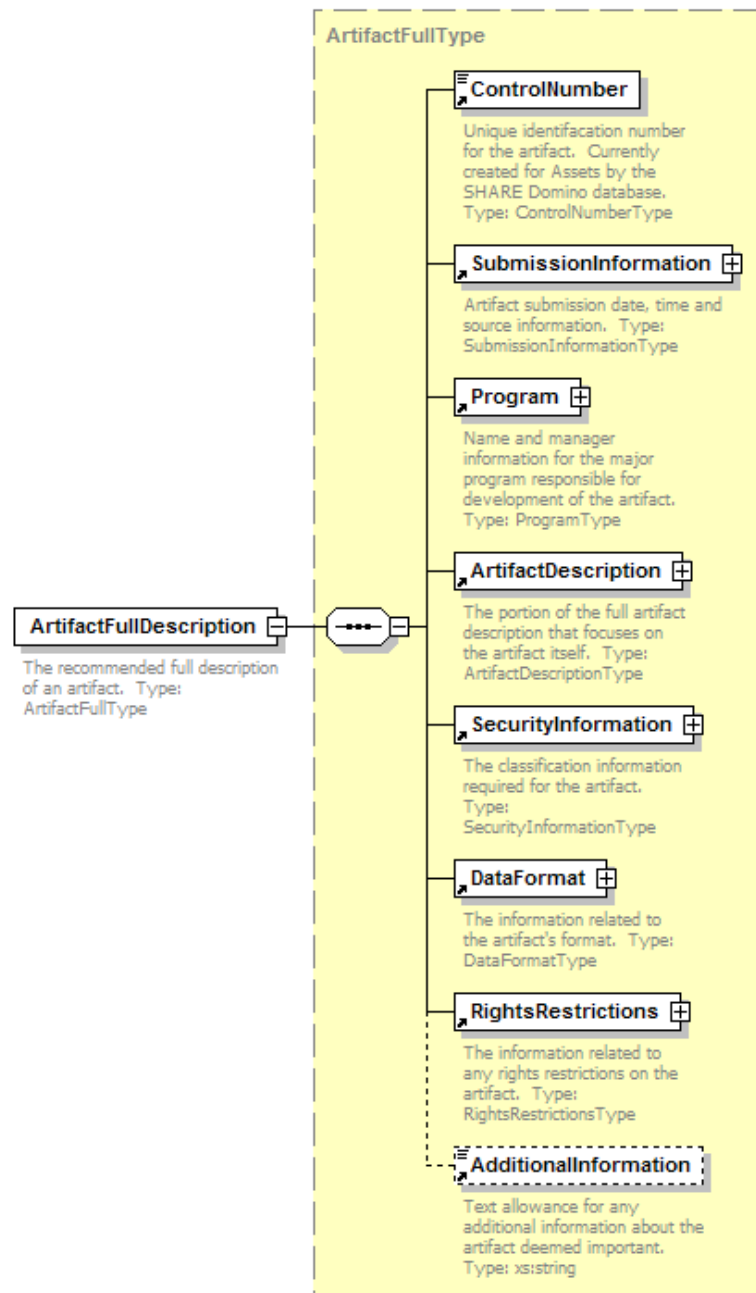 ArtifactFullType
ControlNumber
Unique identifacation number
for the artifact.  Currently
created for Assets by the
SHARE Domino database.
Type: ControlNumberType
SubmissionInformation
Artifact submission date, time and
source information.  Type:
SubmissionInformationType
Program
Name and manager
information for the major
program responsible for
development of the artifact.
Type: ProgramType
ArtifactDescription
The portion of the full artifact
description that focuses on
the artifact itself.  Type:
ArtifactDescriptionType
ArtifactFullDescription
The recommended full description
of an artifact.  Type:
ArtifactFullType
SecurityInformation
The classification information
required for the artifact.
Type:
SecurityInformationType
DataFormat
The information related to
the artifact's format.  Type:
DataFormatType
RightsRestrictions
The information related to
any rights restrictions on the
artifact.  Type:
RightsRestrictionsType
AdditionalInformation
Text allowance for any
additional information about the
artifact deemed important.
Type: xs:string